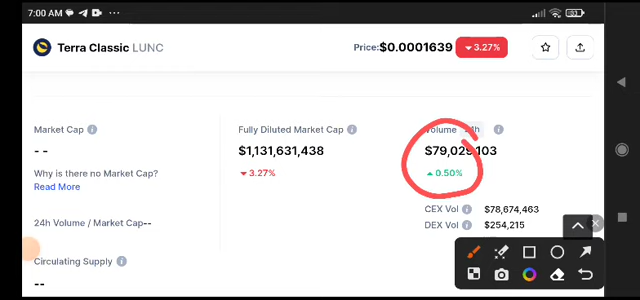 7:00 AM
Terra Classic LUNC Price:$0.0001639 3.27%
Market Cap Fully Diluted Market Cap Volume 24h
-- $1,131,631,438 $79,029,103
Why is there no Market Cap? 3.27% 0.50%
Read More
CEX Vol $78,674,463
24h Volume / Market Cap-- DEX Vol $254,215
Circulating Supply
--